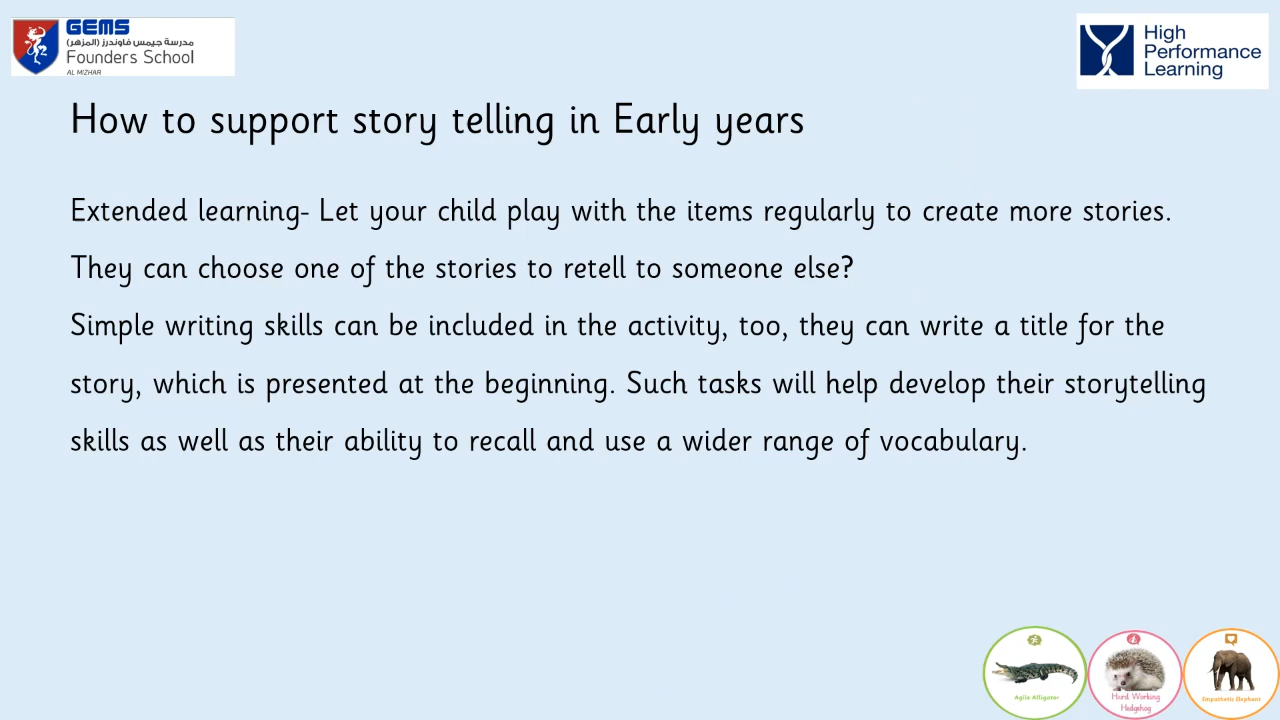 GEMS
مدرسة جيمس فاوندرز (المزهر)
Founders School
AL MIZHAR
High
Performance
Learning
How to support story telling in Early years
Extended learning- Let your child play with the items regularly to create more stories.
They can choose one of the stories to retell to someone else?
Simple writing skills can be included in the activity, too, they can write a title for the
story, which is presented at the beginning. Such tasks will help develop their storytelling
skills as well as their ability to recall and use a wider range of vocabulary.
Agile Alligator
Hard Working
Hedgehog
Empathetic Elephant